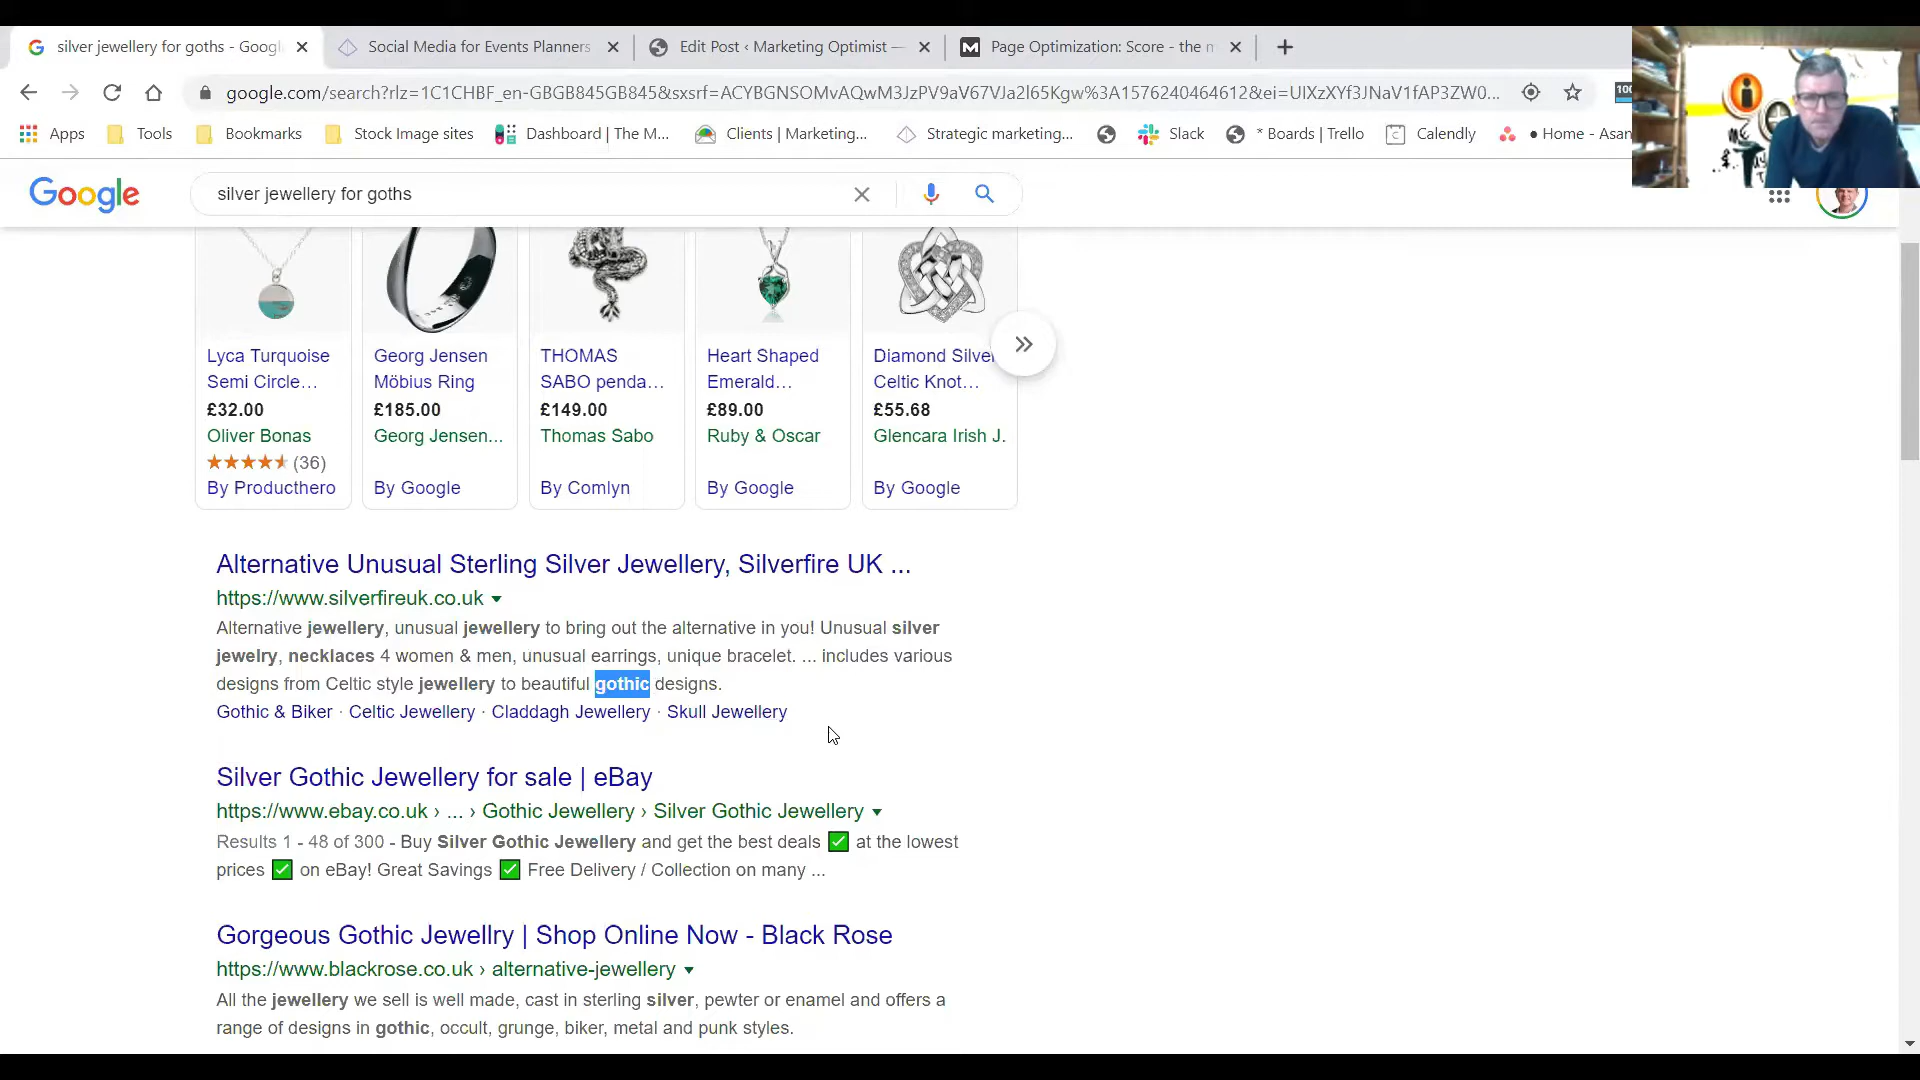 silver jewellery for goths - Googl
Social Media for Events Planners
Edit Post ‹ Marketing Optimist —
Page Optimization: Score - the m
google.com/search?rlz=1C1CHBF_en-GBGB845GB845&sxsrf=ACYBGNSOMvAQwM3JzPV9aV67VJa2l65Kgw%3A1576240464612&ei=UIXzXYf3JNaV1fAP3ZW0...
100
Apps
Tools
Bookmarks
Stock Image sites
Dashboard | The M...
Clients | Marketing...
Strategic marketing...
Slack
* Boards | Trello
Calendly
● Home - Asan
Google
silver jewellery for goths
Lyca Turquoise
Semi Circle...
£32.00
Oliver Bonas
(36)
By Producthero
Georg Jensen
Möbius Ring
£185.00
Georg Jensen...
By Google
THOMAS
SABO penda...
£149.00
Thomas Sabo
By Comlyn
Heart Shaped
Emerald...
£89.00
Ruby & Oscar
By Google
Diamond Silver
Celtic Knot...
£55.68
Glencara Irish J.
By Google
Alternative Unusual Sterling Silver Jewellery, Silverfire UK ...
https://www.silverfireuk.co.uk
Alternative jewellery, unusual jewellery to bring out the alternative in you! Unusual silver
jewelry, necklaces 4 women & men, unusual earrings, unique bracelet. ... includes various
designs from Celtic style jewellery to beautiful gothic designs.
Gothic & Biker · Celtic Jewellery · Claddagh Jewellery · Skull Jewellery
Silver Gothic Jewellery for sale | eBay
https://www.ebay.co.uk › ... › Gothic Jewellery › Silver Gothic Jewellery
Results 1 - 48 of 300 - Buy Silver Gothic Jewellery and get the best deals ✅ at the lowest
prices ✅ on eBay! Great Savings ✅ Free Delivery / Collection on many ...
Gorgeous Gothic Jewellry | Shop Online Now - Black Rose
https://www.blackrose.co.uk › alternative-jewellery
All the jewellery we sell is well made, cast in sterling silver, pewter or enamel and offers a
range of designs in gothic, occult, grunge, biker, metal and punk styles.